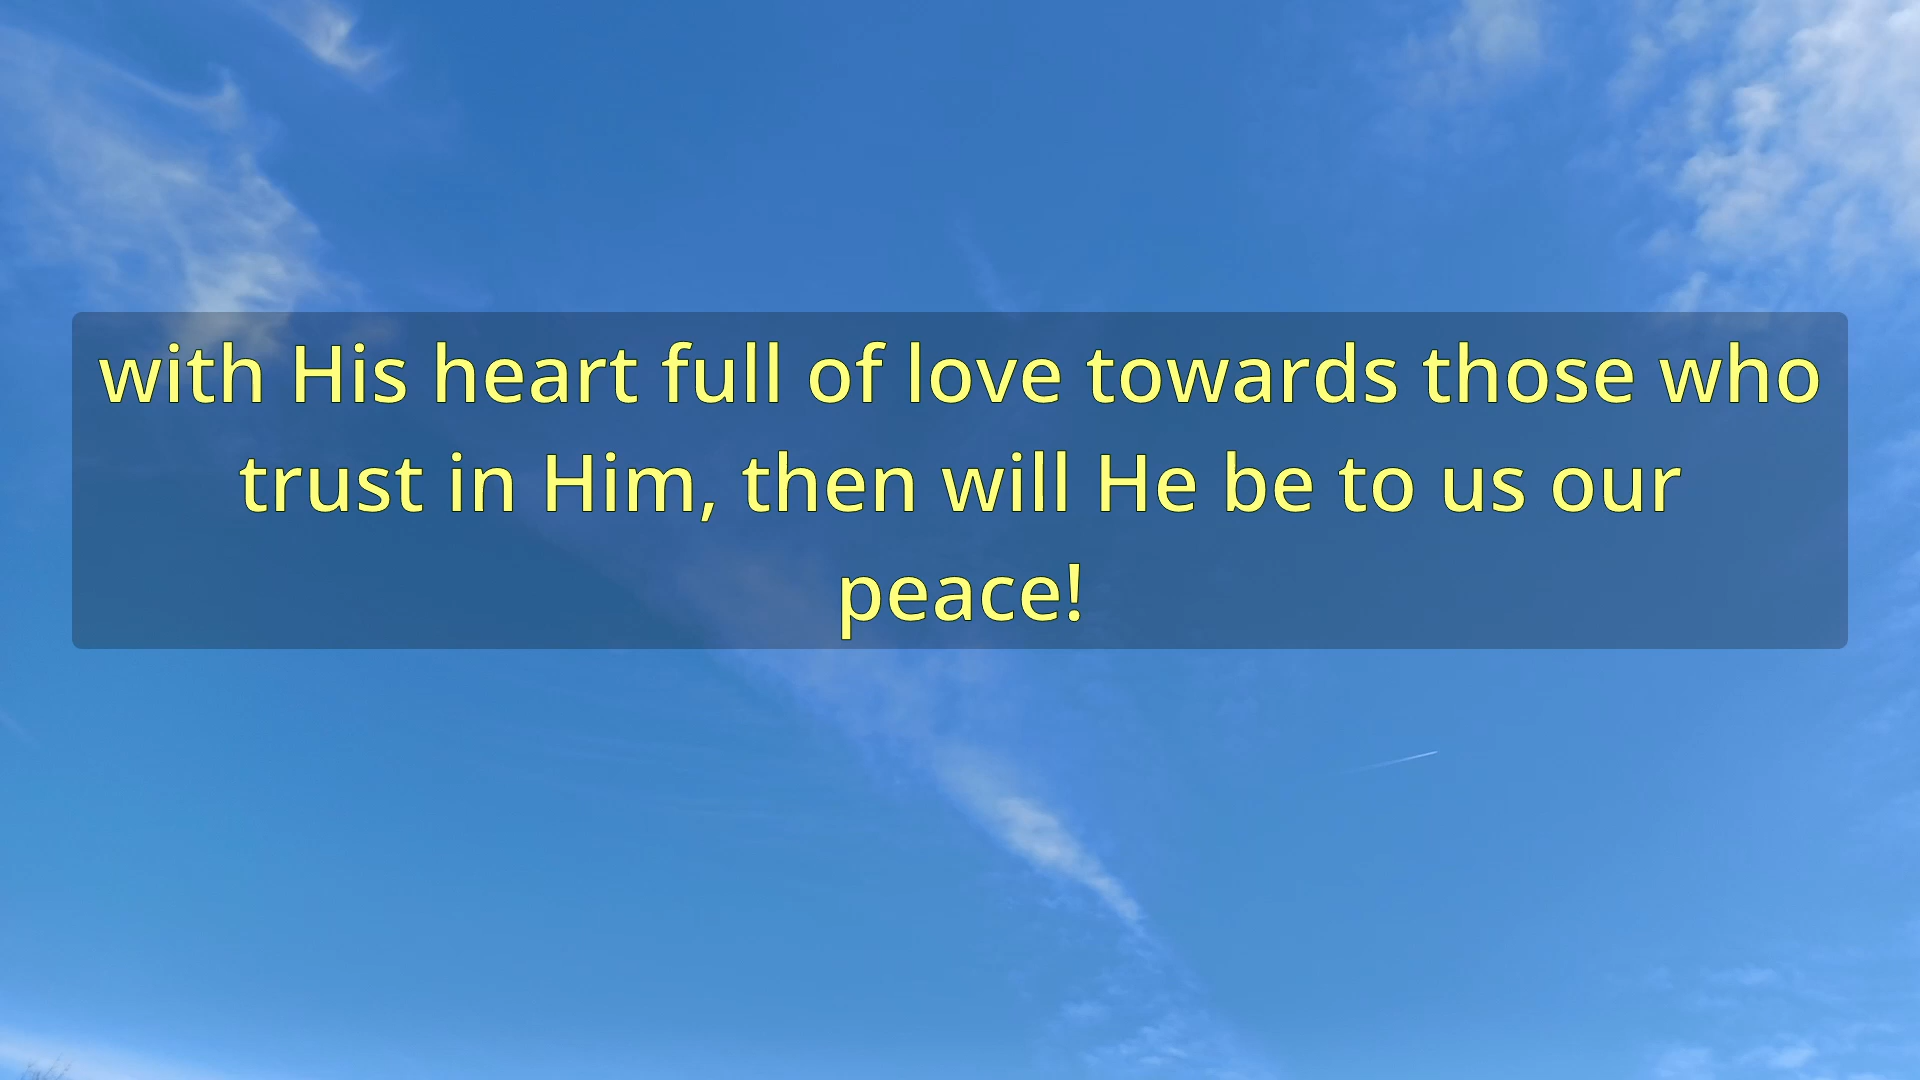 with His heart full of love towards those who
trust in Him, then will He be to us our
peace!